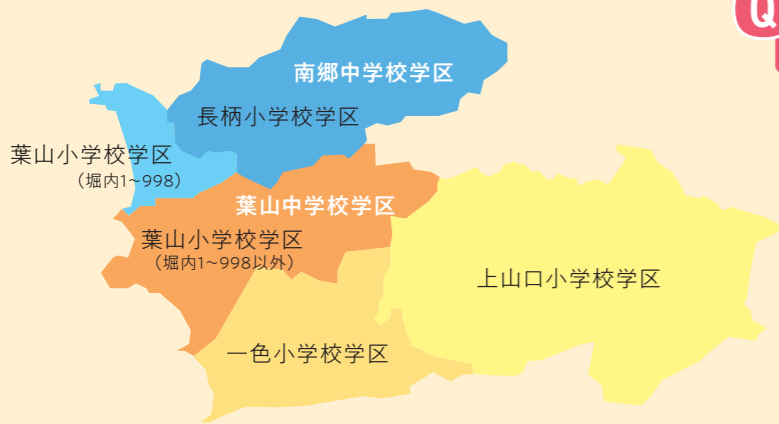 Q
南郷中学校学区
長柄小学校学区
葉山小学校学区
（堀内1~998）
葉山中学校学区
葉山小学校学区
（堀内1~998以外）
上山口小学校学区
一色小学校学区